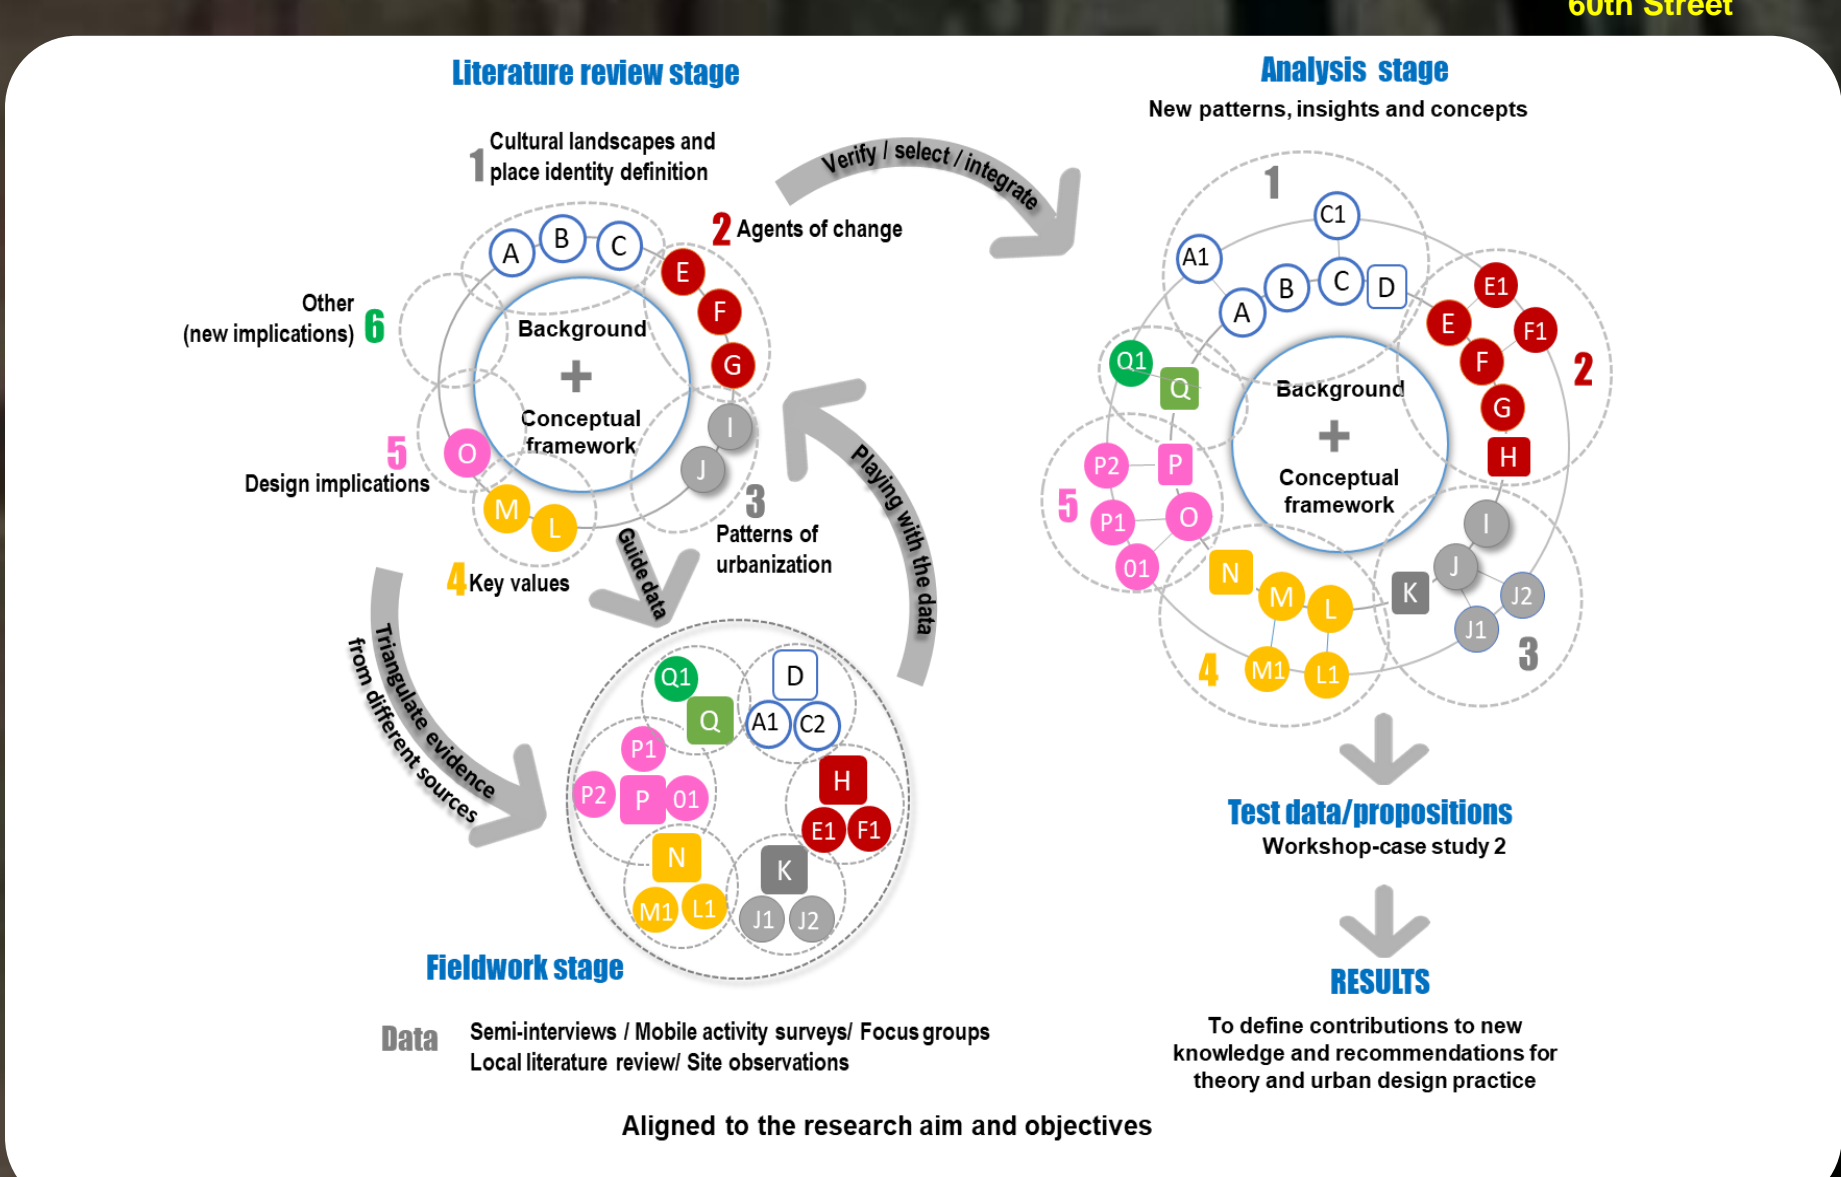 60th Street
Literature review stage
1
Cultural landscapes and
place identity definition
2 Agents of change
A
B
C
E
F
G
I
J
L
M
O
Other
(new implications) 6
5
Design implications
4 Key values
3
Patterns of
urbanization
Background
+
Conceptual
framework
Verify / select / integrate
Guide data
Playing with the data
Triangulate evidence
from different sources
Q1
Q
D
A1
C2
P1
P2
P
01
H
E1
F1
N
M1
L1
K
J1
J2
Fieldwork stage
Data
Semi-interviews / Mobile activity surveys/ Focus groups
Local literature review/ Site observations
Analysis stage
New patterns, insights and concepts
1
C1
A1
A
B
C
D
E1
E
F1
F
G
H
2
Q1
Q
P2
P
P1
O
01
5
Background
+
Conceptual
framework
I
J
K
J2
J1
3
N
M
L
M1
L1
4
Test data/propositions
Workshop-case study 2
RESULTS
To define contributions to new
knowledge and recommendations for
theory and urban design practice
Aligned to the research aim and objectives